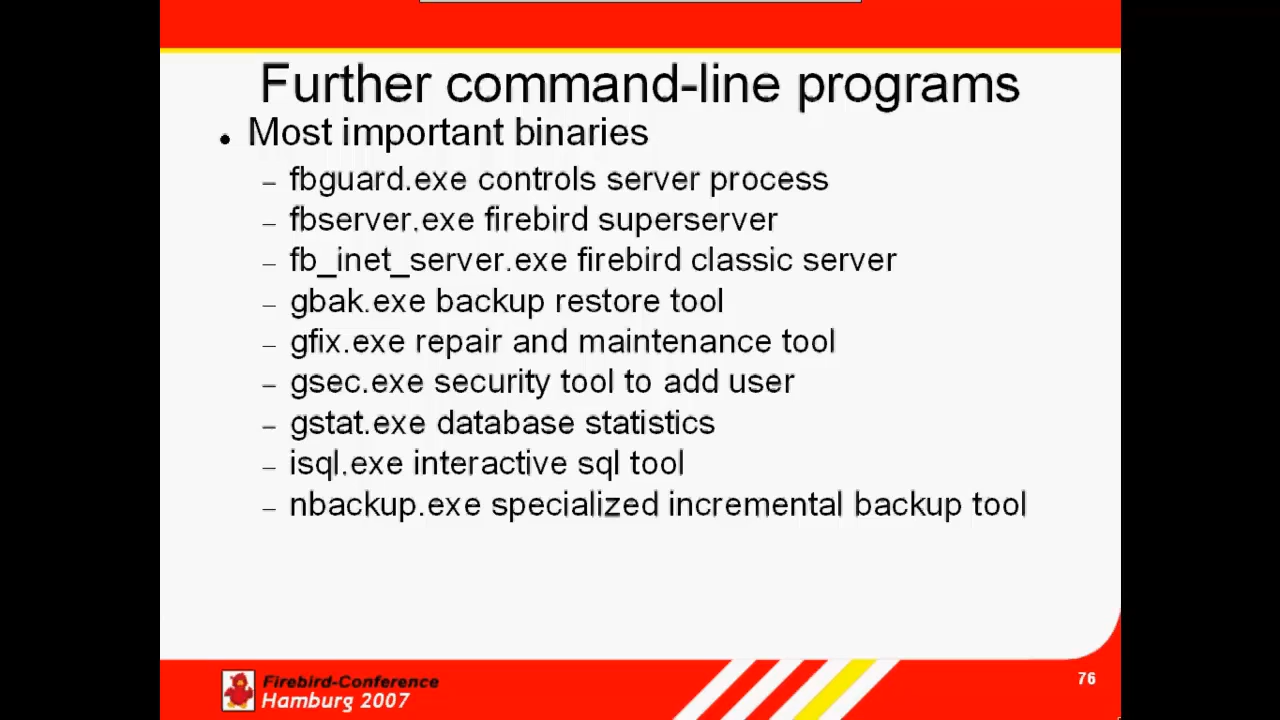 Further command-line programs
• Most important binaries
– fbguard.exe controls server process
– fbserver.exe firebird superserver
– fb_inet_server.exe firebird classic server
– gbak.exe backup restore tool
– gfix.exe repair and maintenance tool
– gsec.exe security tool to add user
– gstat.exe database statistics
– isql.exe interactive sql tool
– nbackup.exe specialized incremental backup tool
Firebird-Conference
Hamburg 2007
76